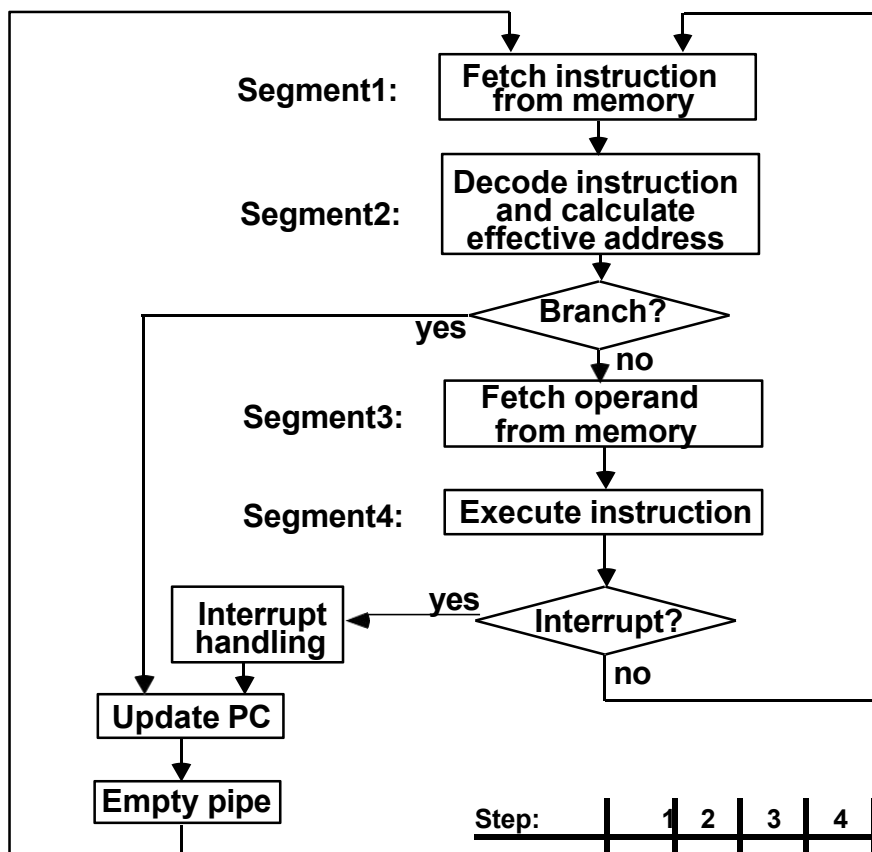 Segment1:
Fetch instruction
from memory
Segment2:
Decode instruction
and calculate
effective address
Branch?
yes
no
Segment3:
Fetch operand
from memory
Segment4:
Execute instruction
Interrupt?
yes
no
Interrupt
handling
Update PC
Empty pipe
Step: 1 2 3 4